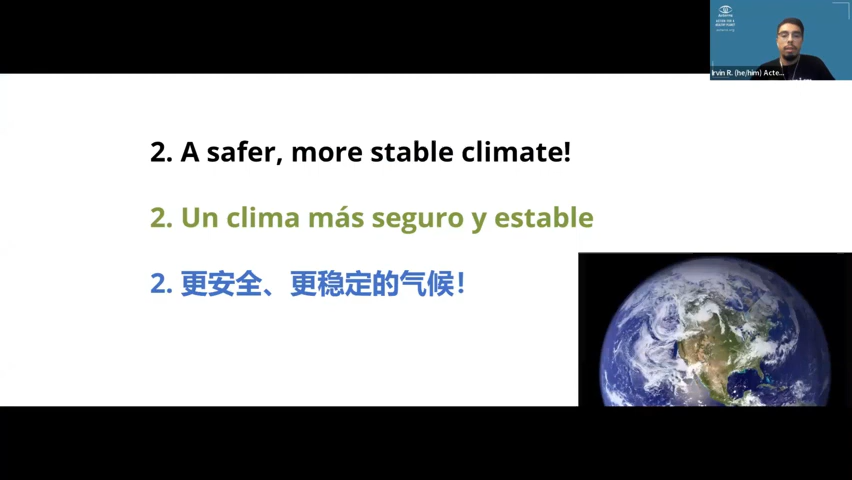 2. A safer, more stable climate!
2. Un clima más seguro y estable
2. 更安全、更稳定的气候！
Irvin R. (he/him) Acte...